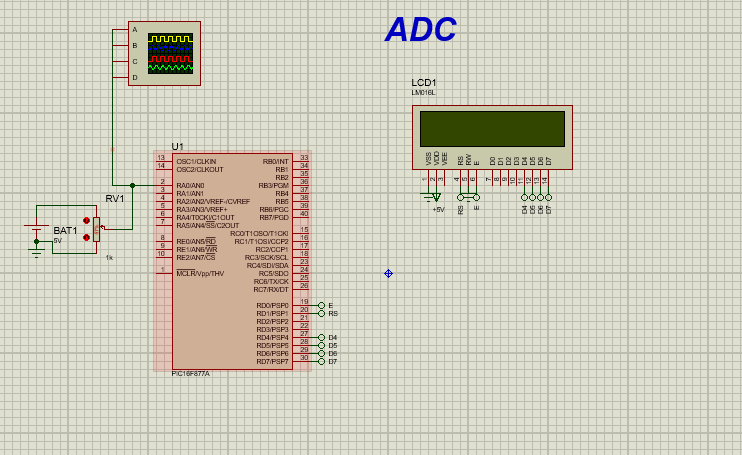 ADC
A
B
C
D
LCD1
LM016L
VSS
VDD
VEE
RS
RW
E
D0
D1
D2
D3
D4
D5
D6
D7
1
2
3
4
5
6
7
8
9
10
11
12
13
14
+5V
RS
E
D4
D5
D6
D7
U1
13 OSC1/CLKIN RB0/INT 33
14 OSC2/CLKOUT RB1 34
RB2 35
2 RA0/AN0 RB3/PGM 36
3 RA1/AN1 RB4 37
4 RA2/AN2/VREF-/CVREF RB5 38
5 RA3/AN3/VREF+ RB6/PGC 39
6 RA4/T0CKI/C1OUT RB7/PGD 40
7 RA5/AN4/SS/C2OUT
RC0/T1OSO/T1CKI 15
8 RE0/AN5/RD RC1/T1OSI/CCP2 16
9 RE1/AN6/WR RC2/CCP1 17
10 RE2/AN7/CS RC3/SCK/SCL 18
RC4/SDI/SDA 23
1 MCLR/Vpp/THV RC5/SDO 24
RC6/TX/CK 25
RC7/RX/DT 26
RD0/PSP0 19 E
RD1/PSP1 20 RS
RD2/PSP2 21
RD3/PSP3 22
RD4/PSP4 27 D4
RD5/PSP5 28 D5
RD6/PSP6 29 D6
RD7/PSP7 30 D7
PIC16F877A
RV1
1k
BAT1
5V